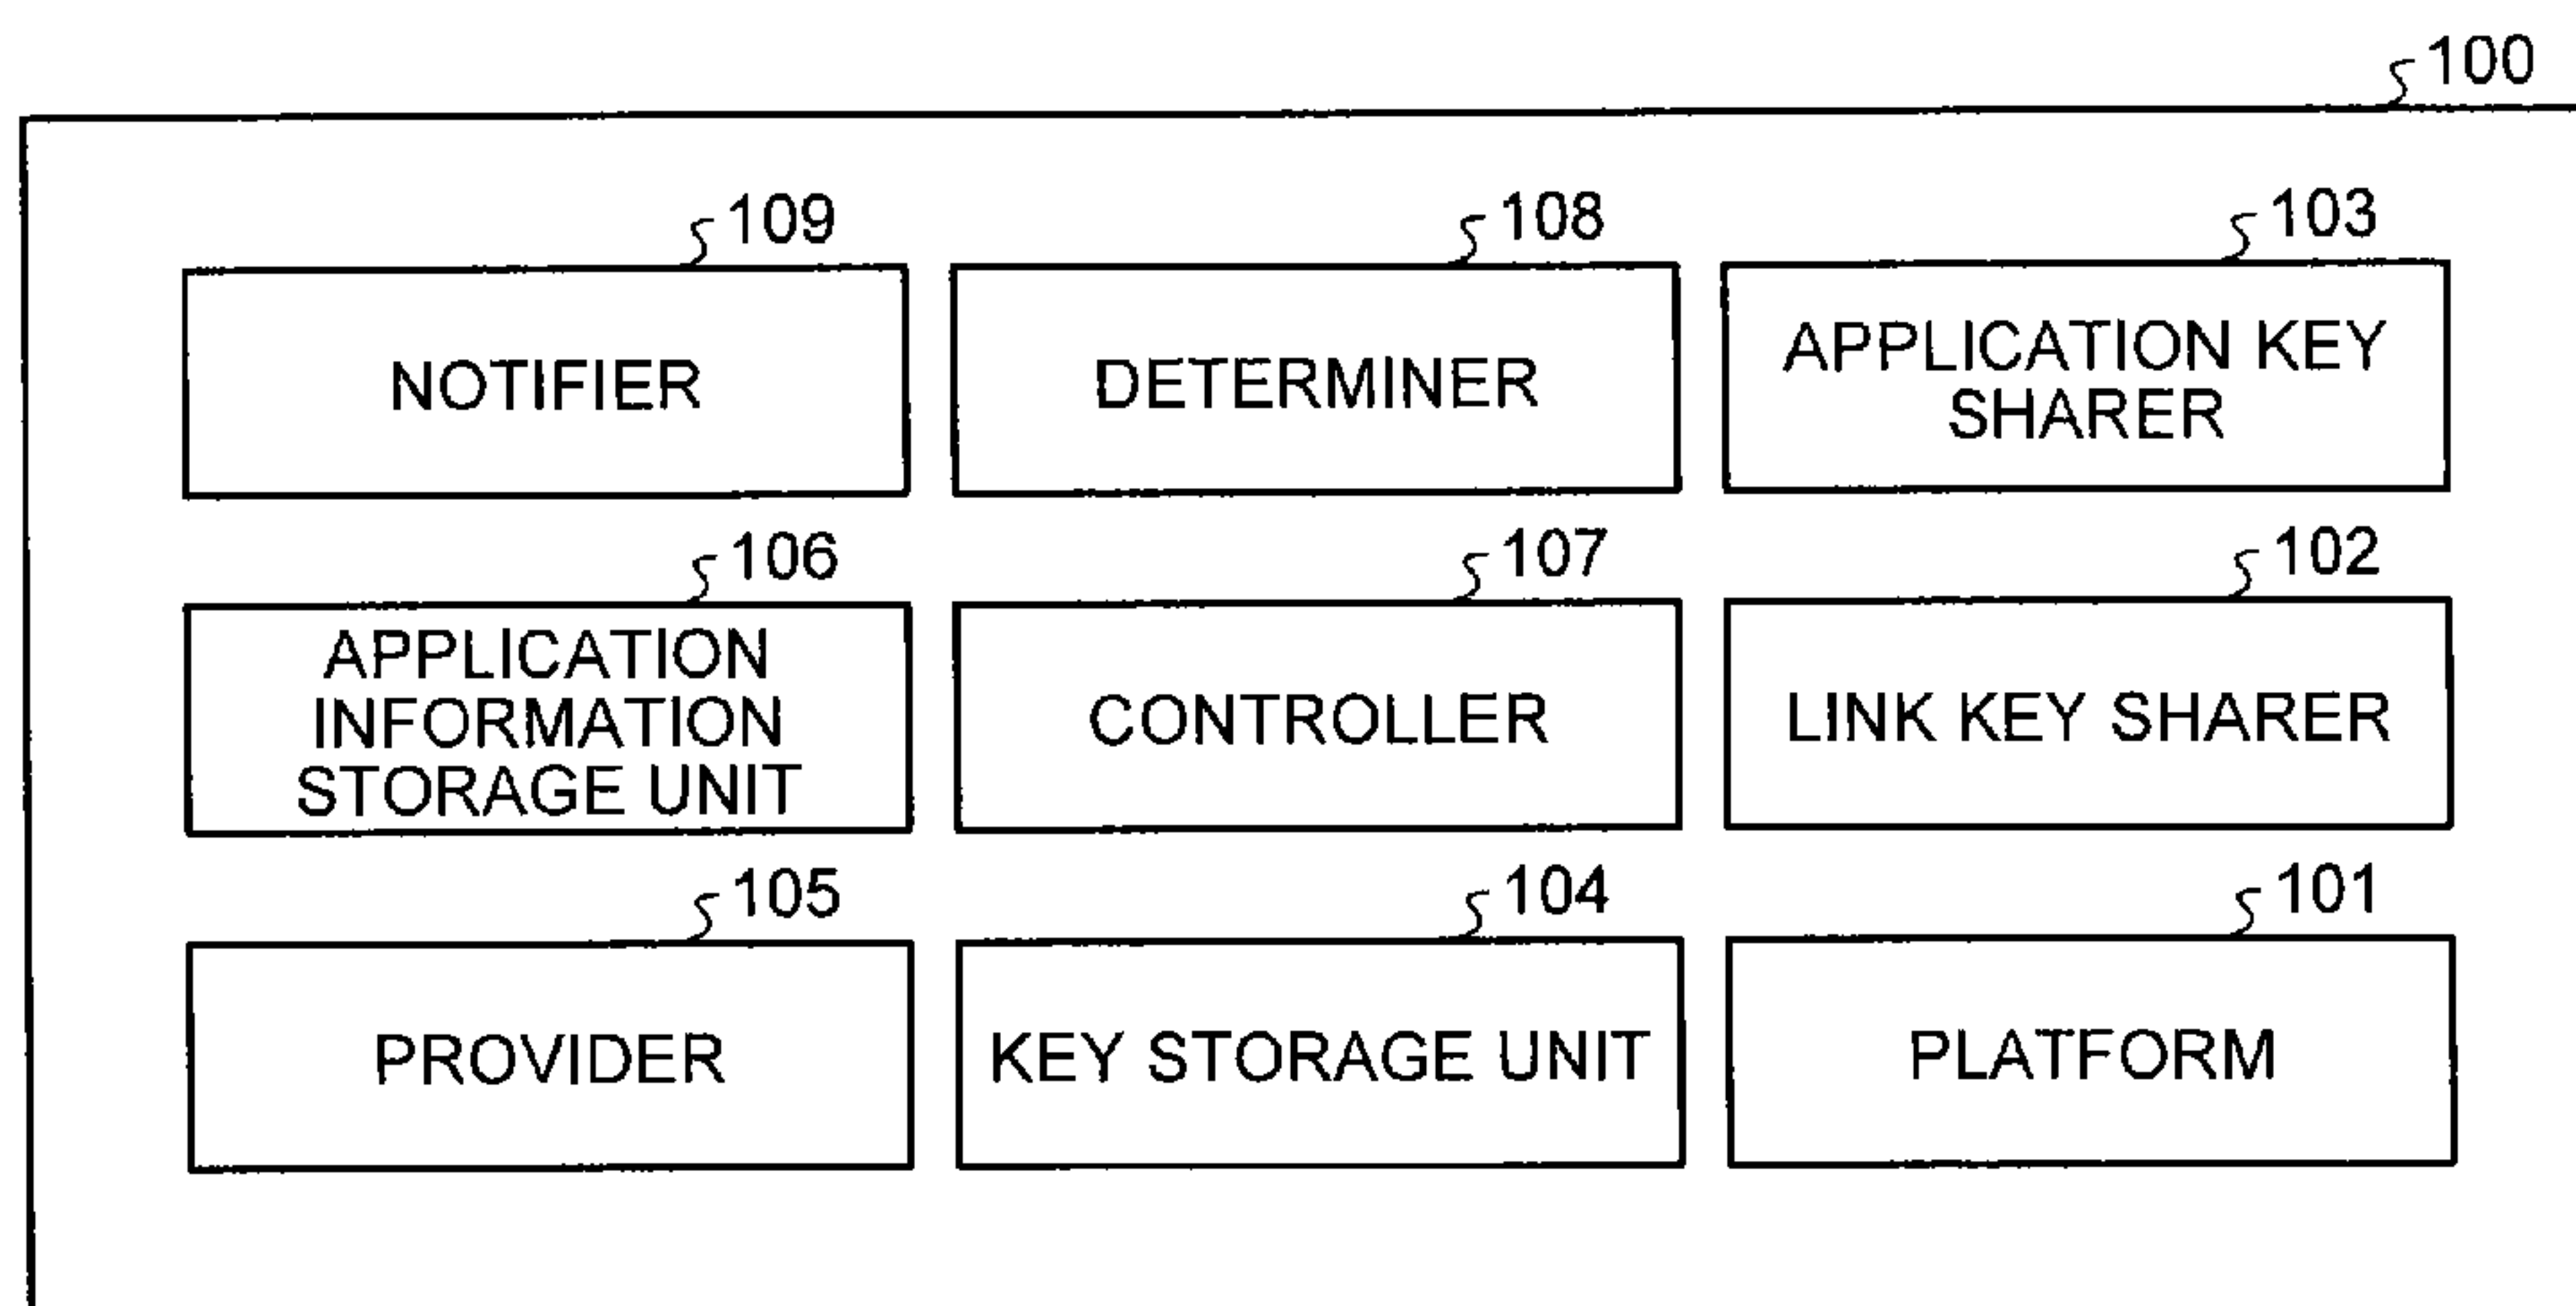 100
109
NOTIFIER
108
DETERMINER
103
APPLICATION KEY
SHARER
106
APPLICATION
INFORMATION
STORAGE UNIT
107
CONTROLLER
102
LINK KEY SHARER
105
PROVIDER
104
KEY STORAGE UNIT
101
PLATFORM